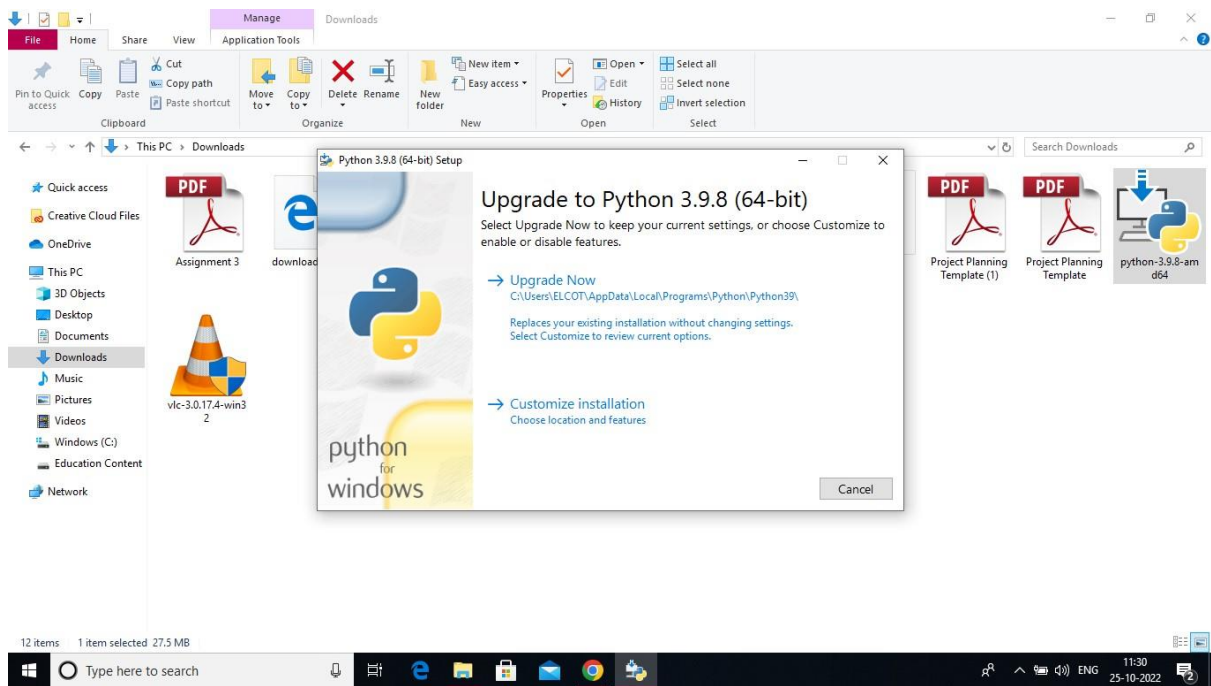 Manage
Downloads
File
Home
Share
View
Application Tools
Pin to Quick access
Copy
Paste
Cut
Copy path
Paste shortcut
Clipboard
Move to
Copy to
Delete
Rename
Organize
New folder
New item
Easy access
New
Properties
Open
Edit
History
Open
Select all
Select none
Invert selection
Select
This PC > Downloads
Search Downloads
Quick access
Creative Cloud Files
OneDrive
This PC
3D Objects
Desktop
Documents
Downloads
Music
Pictures
Videos
Windows (C:)
Education Content
Network
PDF
Assignment 3
download
vlc-3.0.17.4-win3
2
Python 3.9.8 (64-bit) Setup
Upgrade to Python 3.9.8 (64-bit)
Select Upgrade Now to keep your current settings, or choose Customize to
enable or disable features.
→ Upgrade Now
C:\Users\ELCOT\AppData\Local\Programs\Python\Python39\
Replaces your existing installation without changing settings.
Select Customize to review current options.
→ Customize installation
Choose location and features
python
for
windows
Cancel
PDF
Project Planning
Template (1)
PDF
Project Planning
Template
python-3.9.8-am
d64
12 items
1 item selected 27.5 MB
Type here to search
ENG
11:30
25-10-2022
2